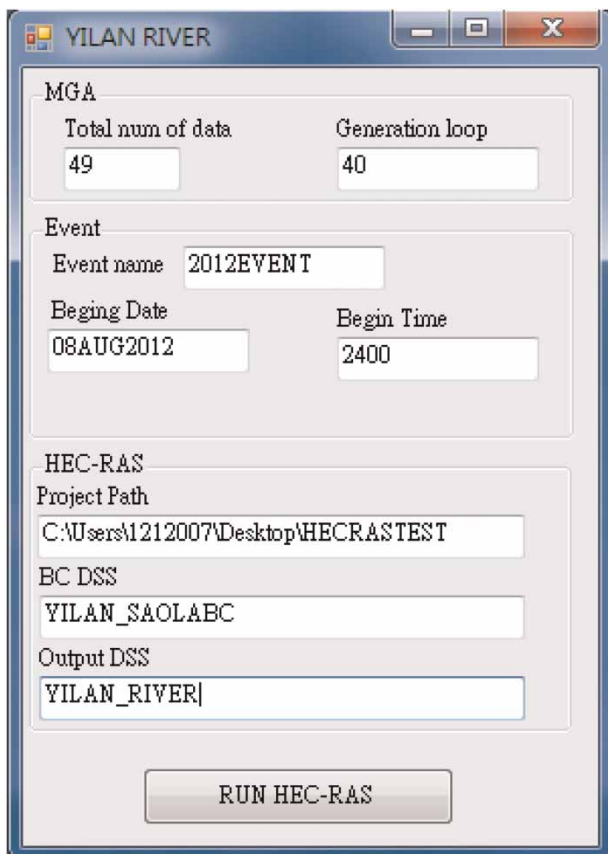 YILAN RIVER
MGA
Total num of data
Generation loop
49
40
Event
Event name 2012EVENT
Beging Date
Begin Time
08AUG2012
2400
HEC-RAS
Project Path
C:\Users\1212007\Desktop\HECRASTEST
BC DSS
YILAN_SAOLABC
Output DSS
YILAN_RIVER
RUN HEC-RAS